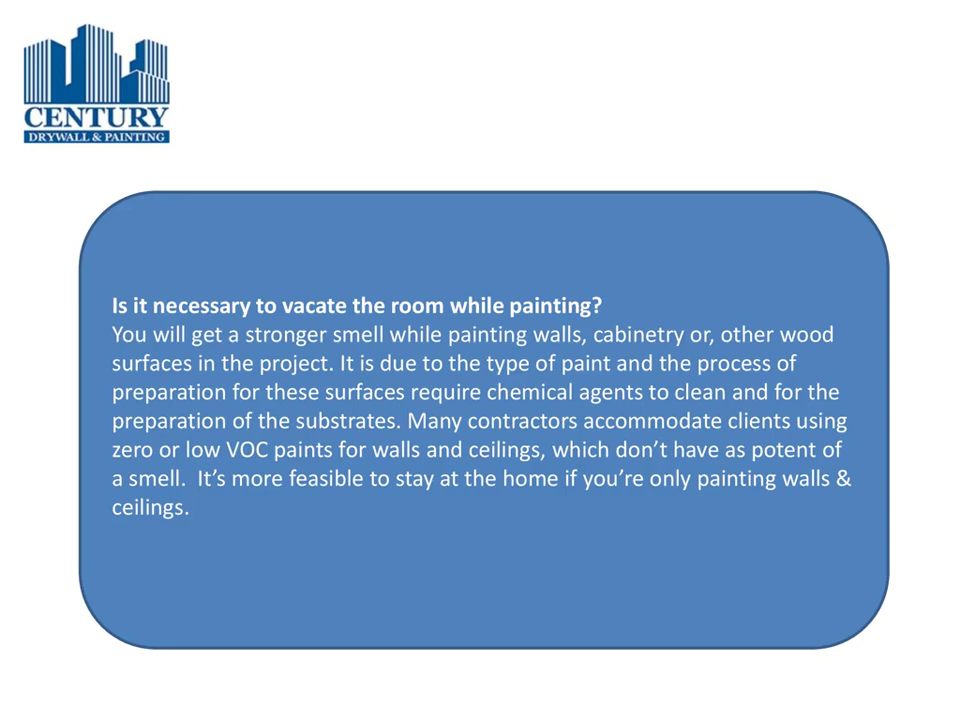 CENTURY
DRYWALL & PAINTING
Is it necessary to vacate the room while painting?
You will get a stronger smell while painting walls, cabinetry or, other wood
surfaces in the project. It is due to the type of paint and the process of
preparation for these surfaces require chemical agents to clean and for the
preparation of the substrates. Many contractors accommodate clients using
zero or low VOC paints for walls and ceilings, which don’t have as potent of
a smell.  It’s more feasible to stay at the home if you’re only painting walls &
ceilings.